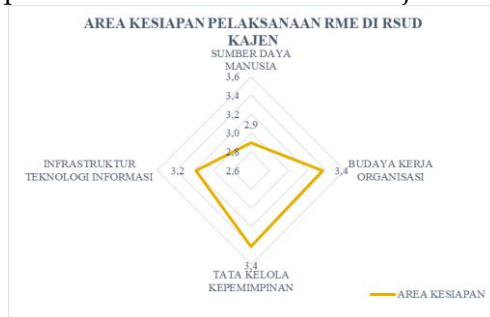 AREA KESIAPAN PELAKSANAAN RME DI RSUD
KAJEN
SUMBER DAYA
MANUSIA
3,6
3,4
3,2
3,0
2,9
2,8
2,6
INFRASTRUKTUR
TEKNOLOGI INFORMASI
3,2
3,4
BUDAYA KERJA
ORGANISASI
3,4
TATA KELOLA
KEPEMIMPINAN
AREA KESIAPAN